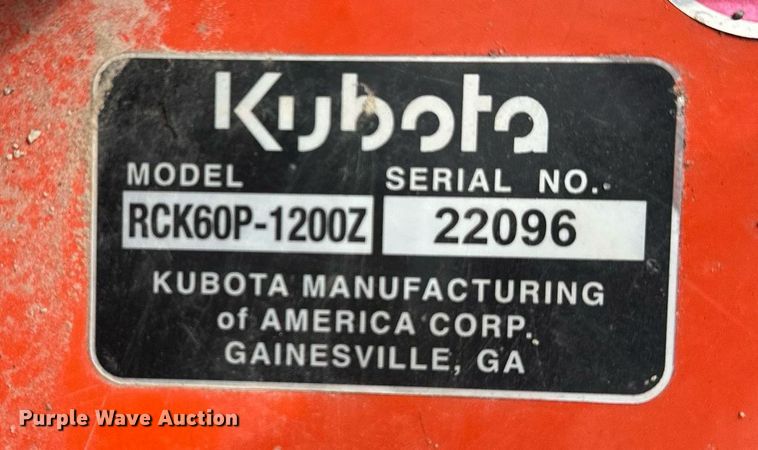 Kubota
MODEL SERIAL NO.
RCK60P-1200Z 22096
KUBOTA MANUFACTURING
of AMERICA CORP.
GAINESVILLE, GA
Purple Wave Auction